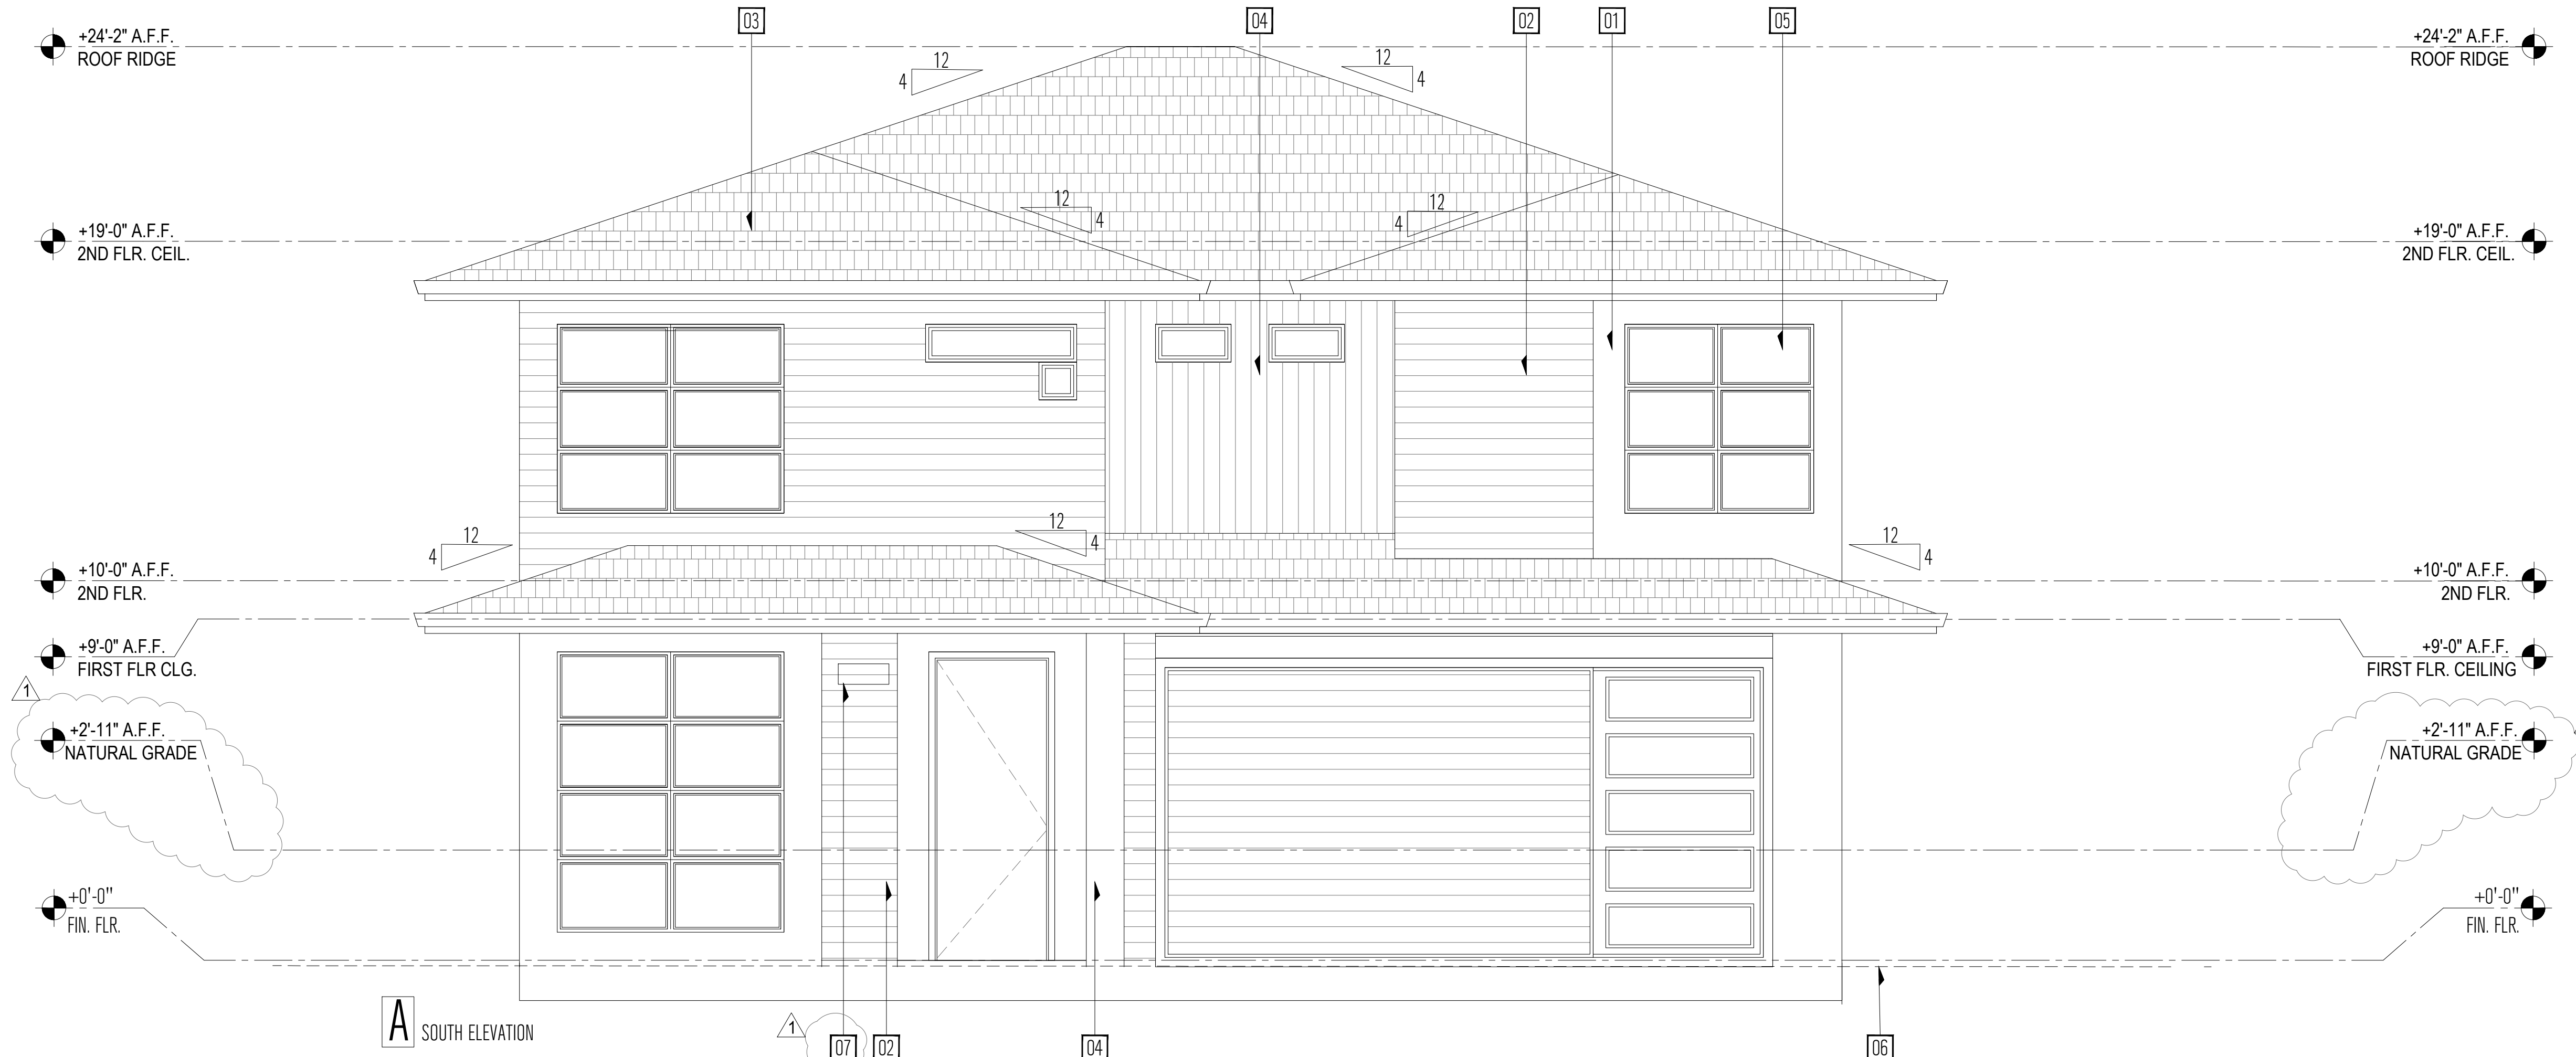 03
04
02
01
05
+24'-2" A.F.F.
ROOF RIDGE
+24'-2" A.F.F.
ROOF RIDGE
12
4
12
4
12
4
12
4
+19'-0" A.F.F.
2ND FLR. CEIL.
+19'-0" A.F.F.
2ND FLR. CEIL.
12
4
12
4
12
4
+10'-0" A.F.F.
2ND FLR.
+10'-0" A.F.F.
2ND FLR.
+9'-0" A.F.F.
FIRST FLR CLG.
+9'-0" A.F.F.
FIRST FLR. CEILING
1
+2'-11" A.F.F.
NATURAL GRADE
+2'-11" A.F.F.
NATURAL GRADE
+0'-0"
FIN. FLR.
+0'-0"
FIN. FLR.
A SOUTH ELEVATION
1
07
02
04
06